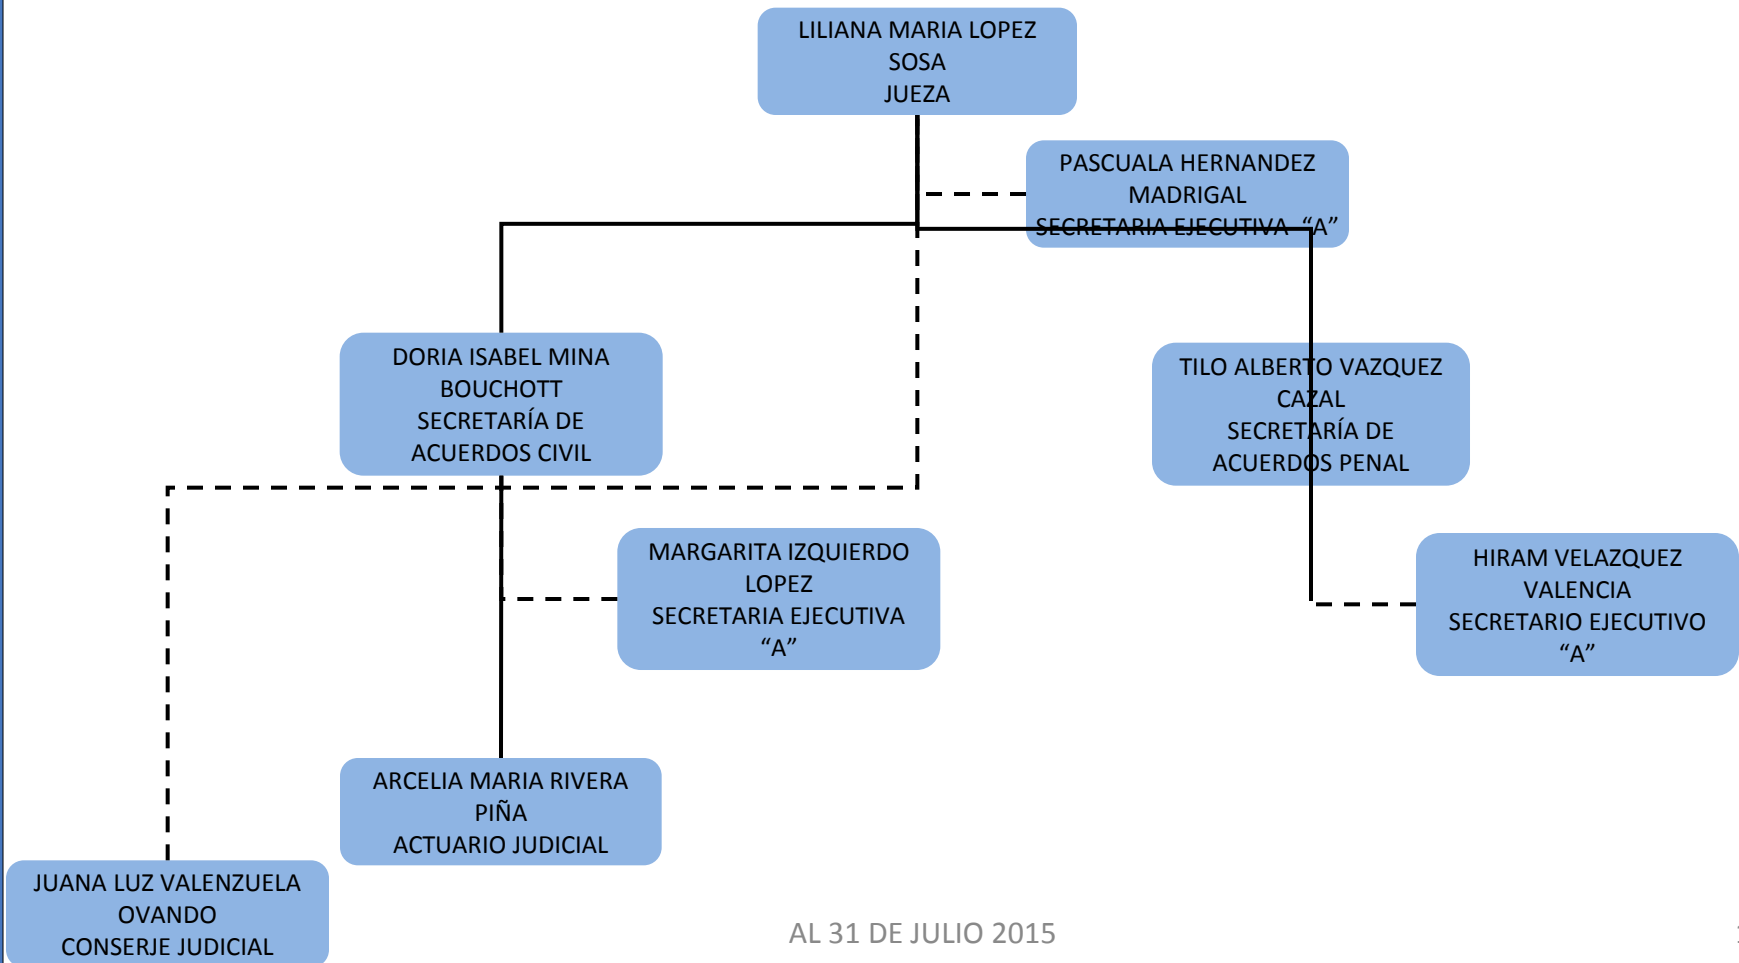 LILIANA MARIA LOPEZ
SOSA
JUEZA
PASCUALA HERNANDEZ
MADRIGAL
SECRETARIA EJECUTIVA “A”
DORIA ISABEL MINA
BOUCHOTT
SECRETARÍA DE
ACUERDOS CIVIL
TILO ALBERTO VAZQUEZ
CAZAL
SECRETARÍA DE
ACUERDOS PENAL
MARGARITA IZQUIERDO
LOPEZ
SECRETARIA EJECUTIVA
“A”
HIRAM VELAZQUEZ
VALENCIA
SECRETARIO EJECUTIVO
“A”
ARCELIA MARIA RIVERA
PIÑA
ACTUARIO JUDICIAL
JUANA LUZ VALENZUELA
OVANDO
CONSERJE JUDICIAL
AL 31 DE JULIO 2015